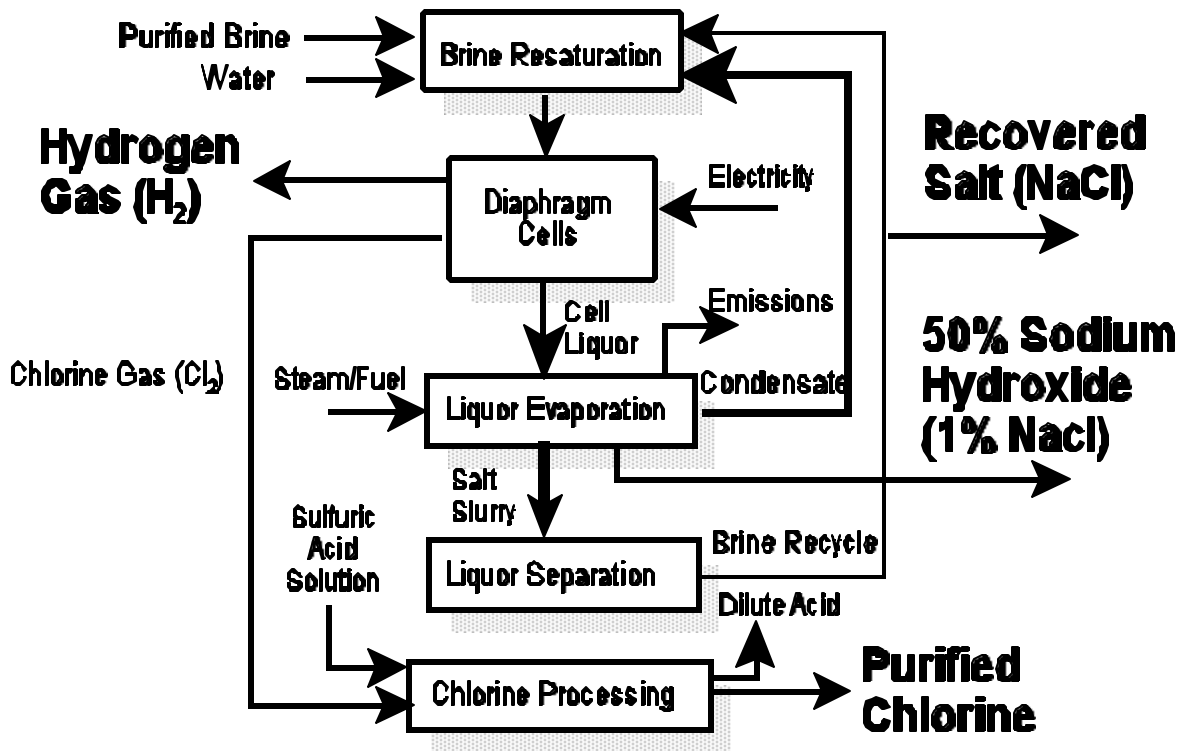 Purified Brine
Water
Brine Resaturation
Hydrogen
Gas (H2)
Recovered
Salt (NaCl)
Electricity
Diaphragm
Cells
Emissions
Cell
Liquor
50% Sodium
Hydroxide
(1% Nacl)
Chlorine Gas (Cl2)
Steam/Fuel
Condensate
Liquor Evaporation
Salt
Slurry
Sulfuric
Acid
Solution
Brine Recycle
Liquor Separation
Dilute Acid
Chlorine Processing
Purified
Chlorine